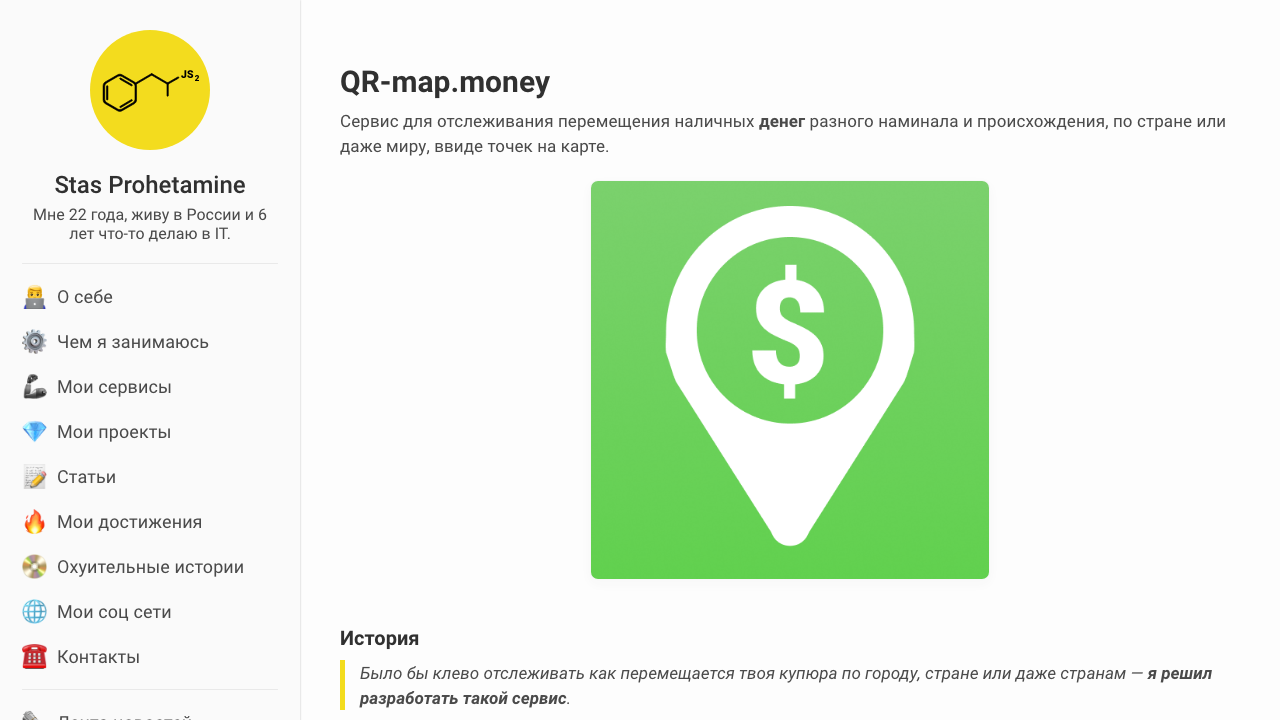 JS2
Stas Prohetamine
Мне 22 года, живу в России и 6
лет что-то делаю в IT.
О себе
Чем я занимаюсь
Мои сервисы
Мои проекты
Статьи
Мои достижения
Охуительные истории
Мои соц сети
Контакты
QR-map.money
Сервис для отслеживания перемещения наличных денег разного наминала и происхождения, по стране или
даже миру, ввиде точек на карте.
$
История
Было бы клево отслеживать как перемещается твоя купюра по городу, стране или даже странам — я решил
разработать такой сервис.